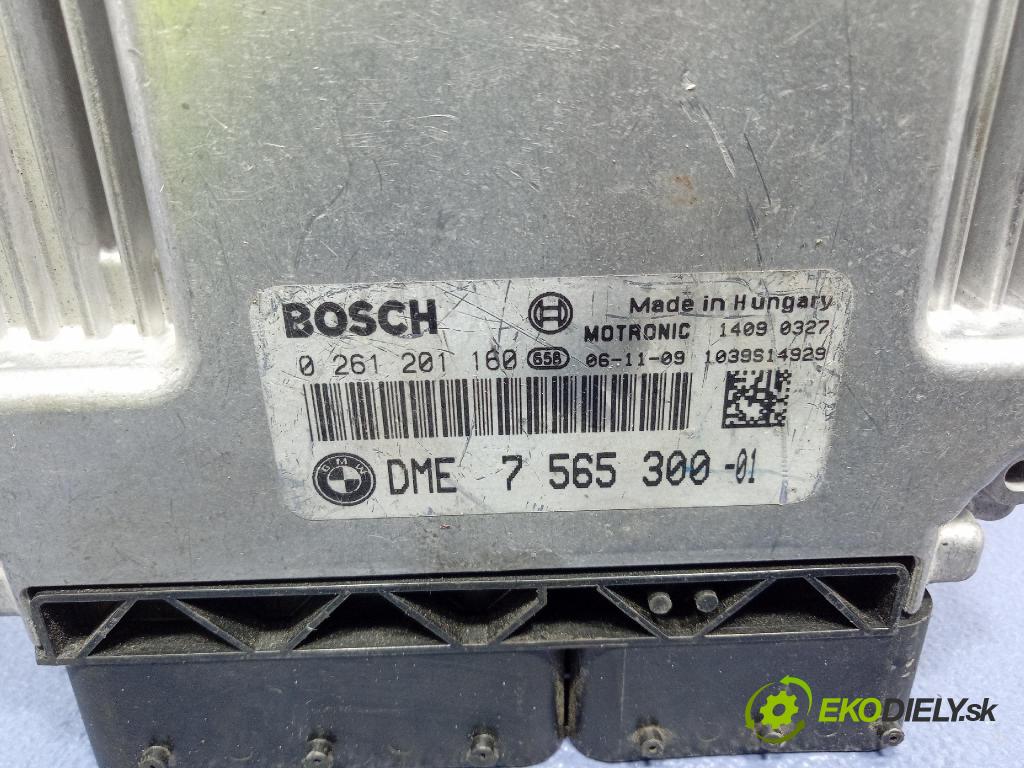 BOSCH
Made in Hungary
MOTRONIC 1409 0327
0 261 201 160 658 06-11-09 1039S14929
BMW DME 7 565 300 -01
EKODIELY.sk